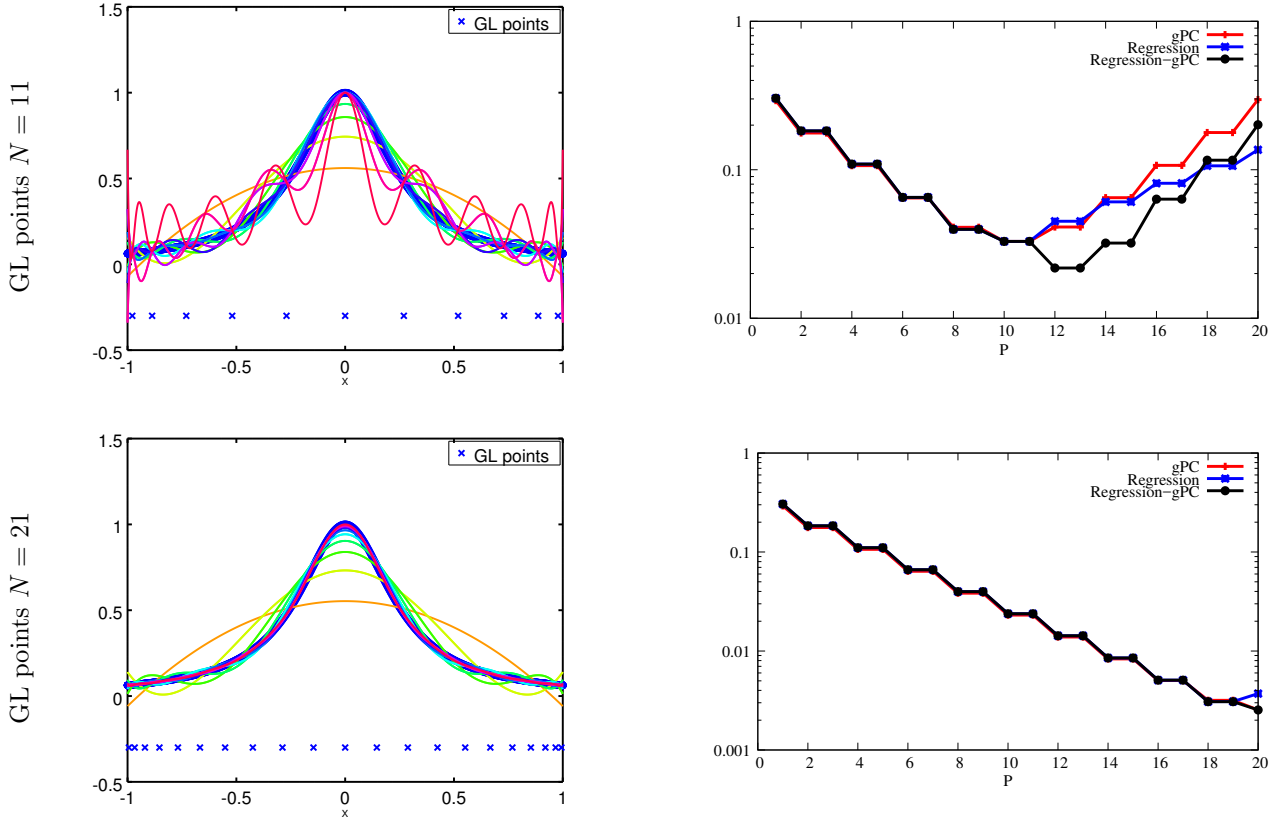 GL points N = 11
1.5
1
0.5
0
-0.5
-1 -0.5 0 0.5 1
x
GL points
1
0.1
0.01
0 2 4 6 8 10 12 14 16 18 20
P
gPC
Regression
Regression-gPC
GL points N = 21
1.5
1
0.5
0
-0.5
-1 -0.5 0 0.5 1
x
GL points
1
0.1
0.01
0.001
0 2 4 6 8 10 12 14 16 18 20
P
gPC
Regression
Regression-gPC